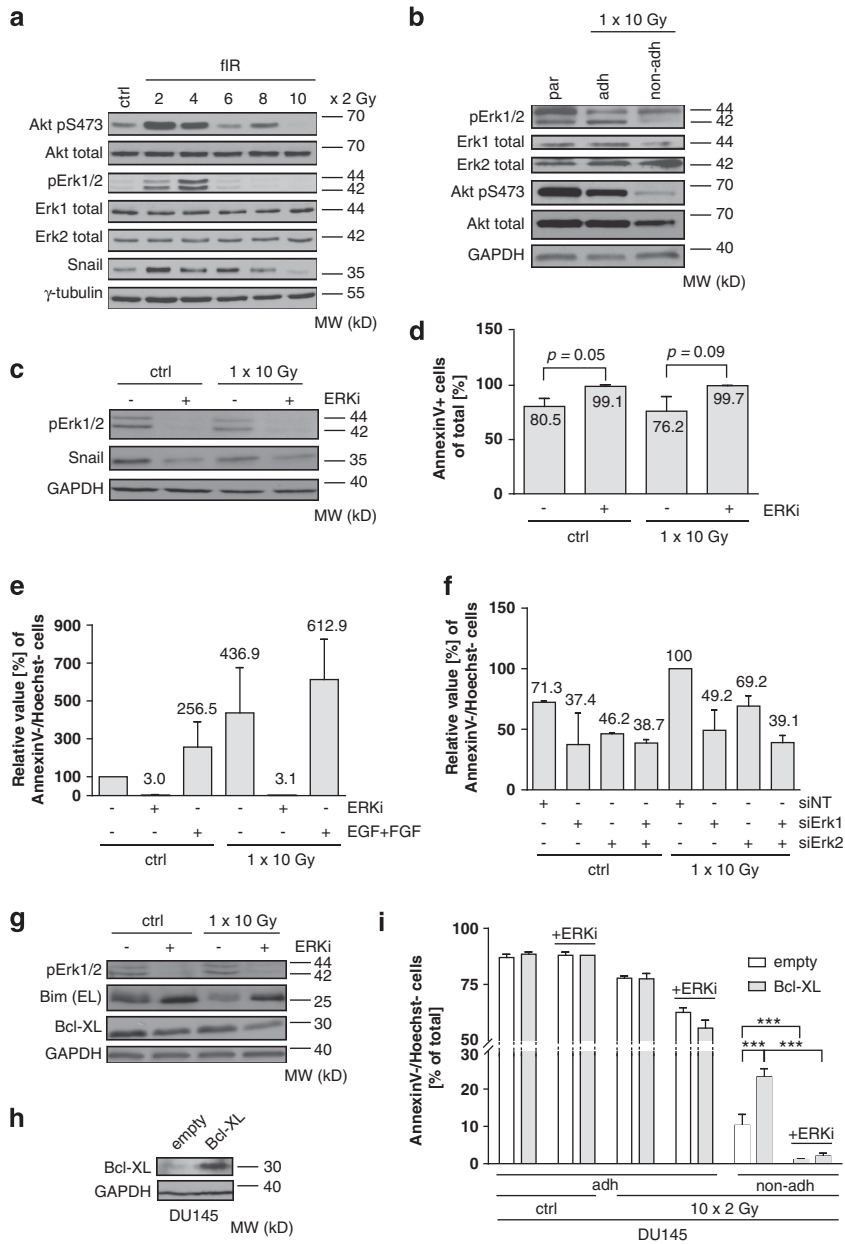 a
fIR
ctrl 2 4 6 8 10 x 2 Gy
Akt pS473 70
Akt total 70
pErk1/2 44
42
Erk1 total 44
Erk2 total 42
Snail 35
γ-tubulin 55
MW (kD)
b
1 x 10 Gy
par adh non-adh
pErk1/2 44
42
Erk1 total 44
Erk2 total 42
Akt pS473 70
Akt total 70
GAPDH 40
MW (kD)
c
ctrl 1 x 10 Gy
- + - + ERKi
pErk1/2 44
42
Snail 35
GAPDH 40
MW (kD)
d
AnnexinV+ cells
of total [%]
150
100
50
0
p = 0.05 p = 0.09
80.5 99.1 76.2 99.7
- + - + ERKi
ctrl 1 x 10 Gy
e
Relative value [%] of
AnnexinV-/Hoechst- cells
900
700
500
300
100
0
3.0 256.5 436.9 3.1 612.9
- + - - + - ERKi
- - + - - + EGF+FGF
ctrl 1 x 10 Gy
f
Relative value [%] of
AnnexinV-/Hoechst- cells
150
100
50
0
71.3 37.4 46.2 38.7 100 49.2 69.2 39.1
+ - - - + - - - siNT
- + - + - + - + siErk1
- - + + - - + + siErk2
ctrl 1 x 10 Gy
g
ctrl 1 x 10 Gy
- + - + ERKi
pErk1/2 44
42
Bim (EL) 25
Bcl-XL 30
GAPDH 40
MW (kD)
h
empty Bcl-XL
Bcl-XL 30
GAPDH 40
DU145
MW (kD)
i
AnnexinV-/Hoechst- cells
[% of total]
100
75
50
30
20
10
0
+ERKi
+ERKi
empty
Bcl-XL
***
*** ***
+ERKi
adh non-adh
ctrl 10 x 2 Gy
DU145